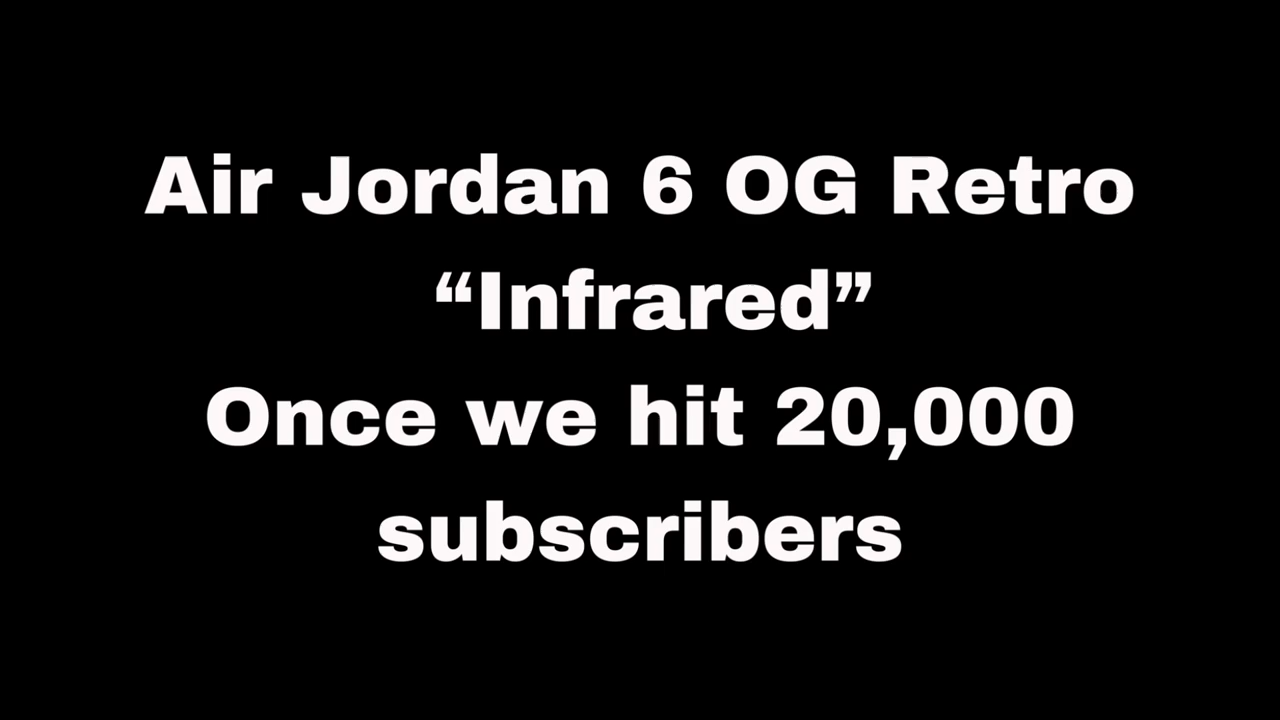 Air Jordan 6 OG Retro
“Infrared”
Once we hit 20,000
subscribers